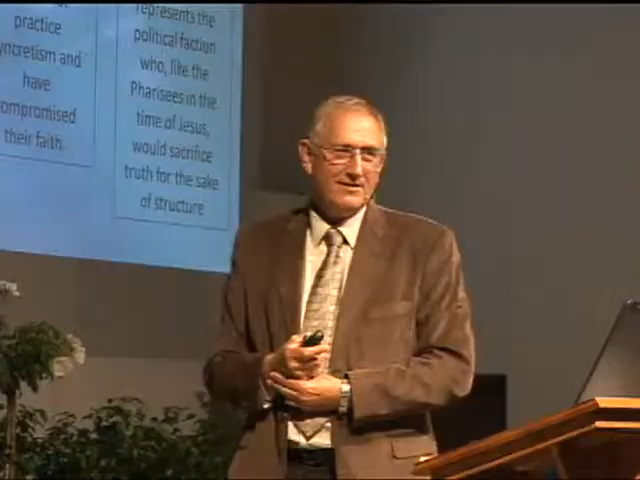 practice
syncretism and
have
compromised
their faith.
represents the
political faction
who, like the
Pharisees in the
time of Jesus,
would sacrifice
truth for the sake
of structure